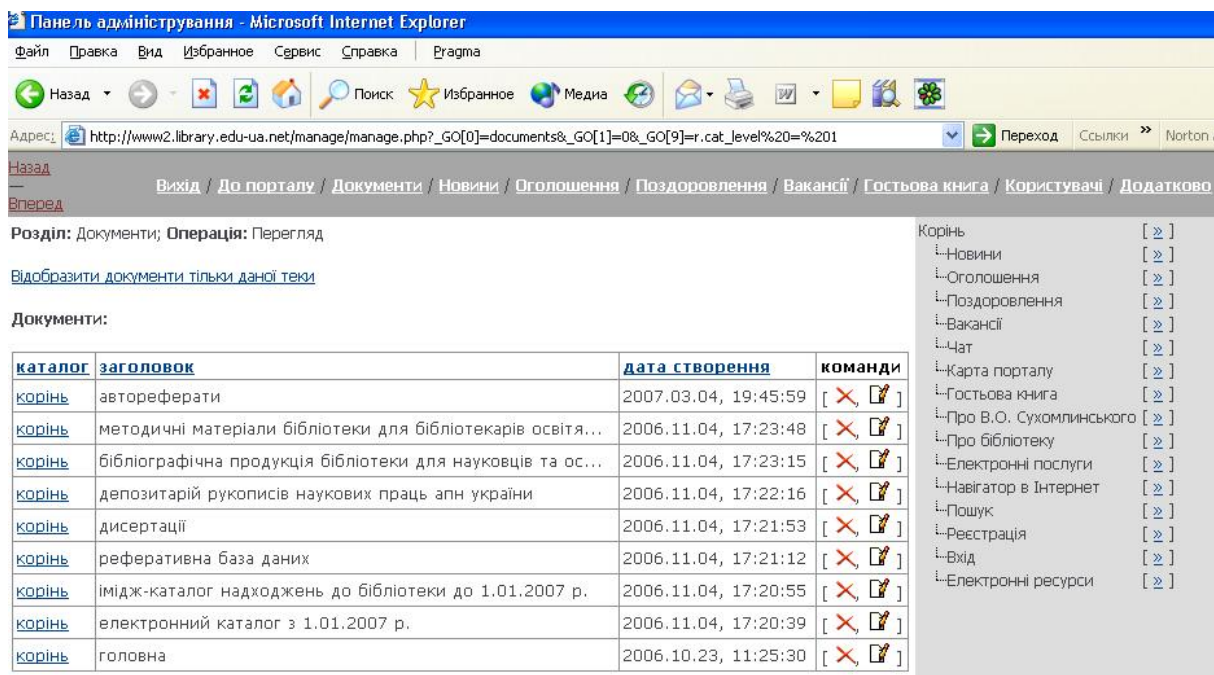 Панель адміністрування - Microsoft Internet Explorer
Файл Правка Вид Избранное Сервис Справка Pragma
Назад Поиск Избранное Медиа
Адрес: http://www2.library.edu-ua.net/manage/manage.php?_GO[0]=documents&_GO[1]=0&_GO[9]=r.cat_level%20=%201 Переход Ссылки » Norton
Назад
—
Вперед
Вихід / До порталу / Документи / Новини / Оголошення / Поздоровлення / Вакансії / Гостьова книга / Користувачі / Додатково
Розділ: Документи; Операція: Перегляд
Відобразити документи тільки даної теки
Документи:
каталог заголовок дата створення команди
корінь автореферати 2007.03.04, 19:45:59 [ , ]
корінь методичні матеріали бібліотеки для бібліотекарів освітя... 2006.11.04, 17:23:48 [ , ]
корінь бібліографічна продукція бібліотеки для науковців та ос... 2006.11.04, 17:23:15 [ , ]
корінь депозитарій рукописів наукових праць апн україни 2006.11.04, 17:22:16 [ , ]
корінь дисертації 2006.11.04, 17:21:53 [ , ]
корінь реферативна база даних 2006.11.04, 17:21:12 [ , ]
корінь імідж-каталог надходжень до бібліотеки до 1.01.2007 р. 2006.11.04, 17:20:55 [ , ]
корінь електронний каталог з 1.01.2007 р. 2006.11.04, 17:20:39 [ , ]
корінь головна 2006.10.23, 11:25:30 [ , ]
Корінь [ » ]
Новини [ » ]
Оголошення [ » ]
Поздоровлення [ » ]
Вакансії [ » ]
Чат [ » ]
Карта порталу [ » ]
Гостьова книга [ » ]
Про В.О. Сухомлинського [ » ]
Про бібліотеку [ » ]
Електронні послуги [ » ]
Навігатор в Інтернет [ » ]
Пошук [ » ]
Реєстрація [ » ]
Вхід [ » ]
Електронні ресурси [ » ]